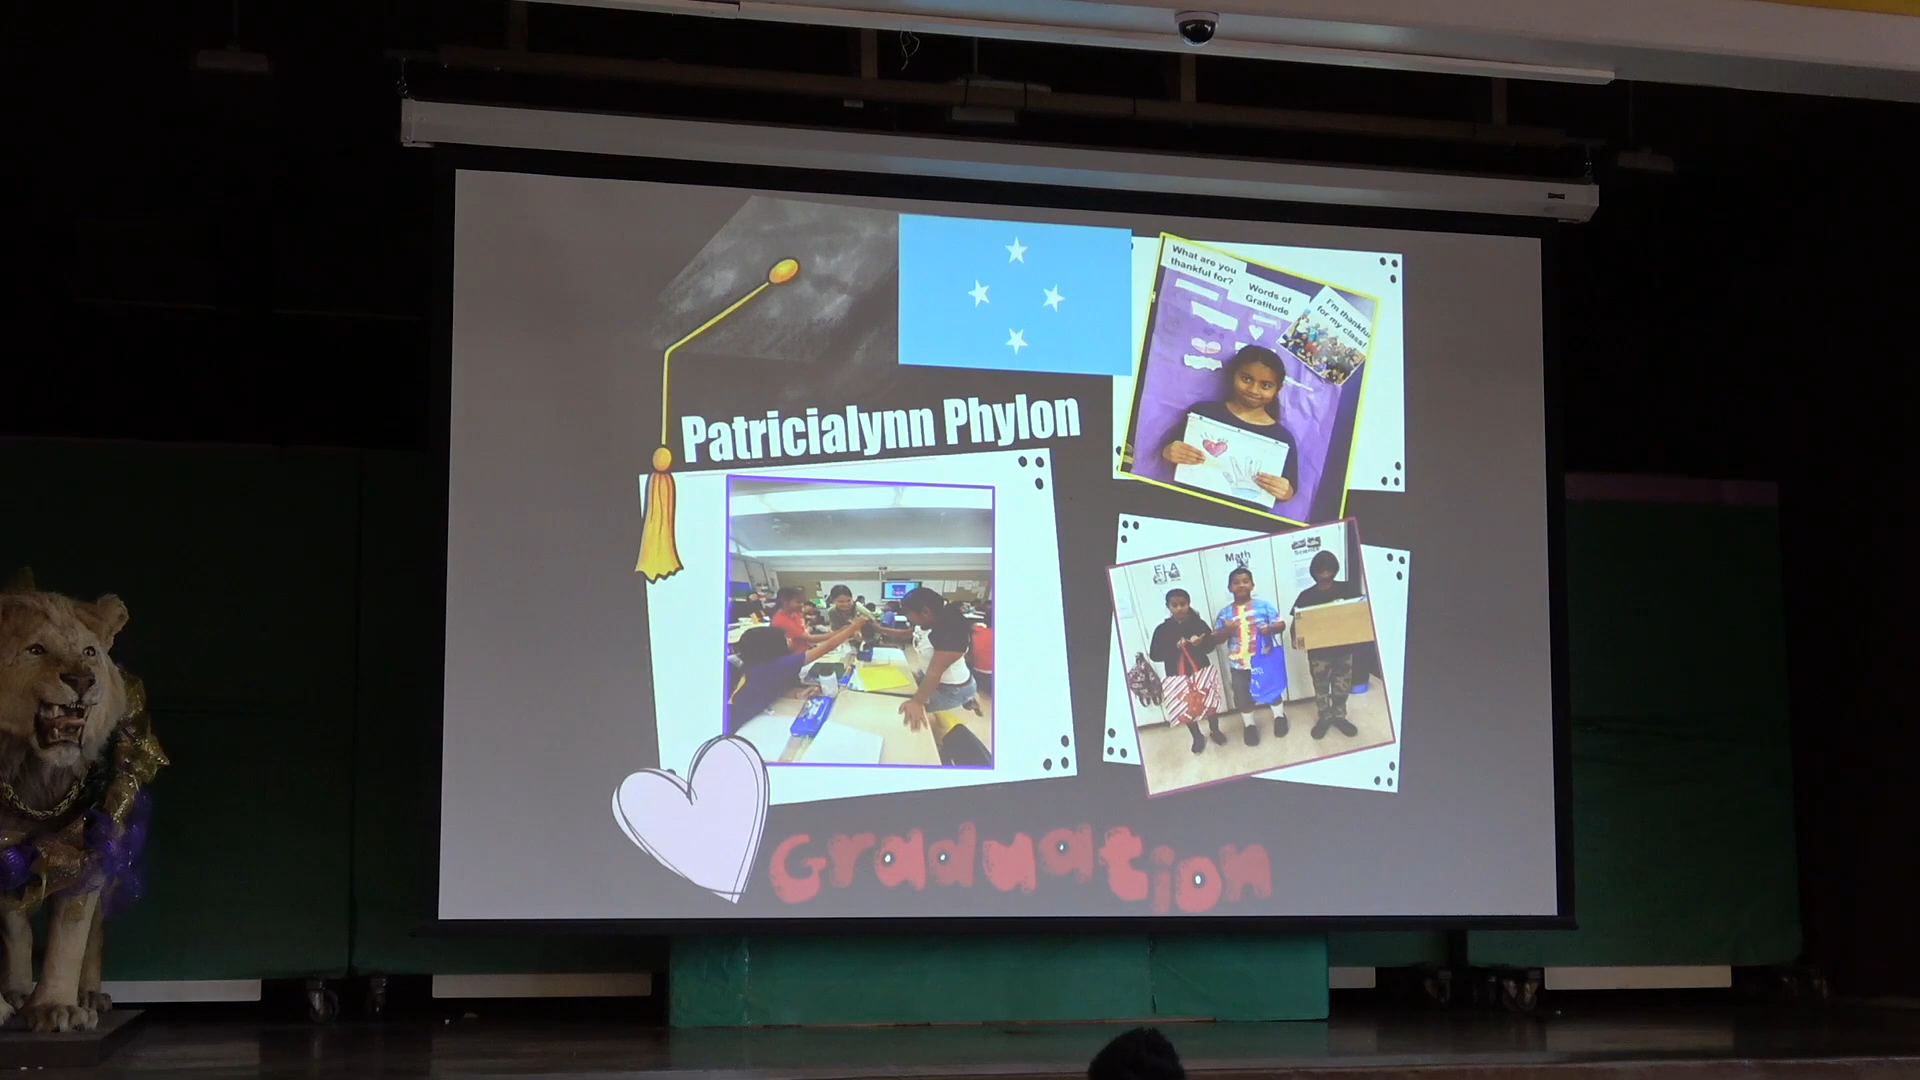 What are you
thankful for?
Words of
Gratitude
I'm thankful
for my class!
Patricialynn Phylon
ELA
Math
Science
Graduation